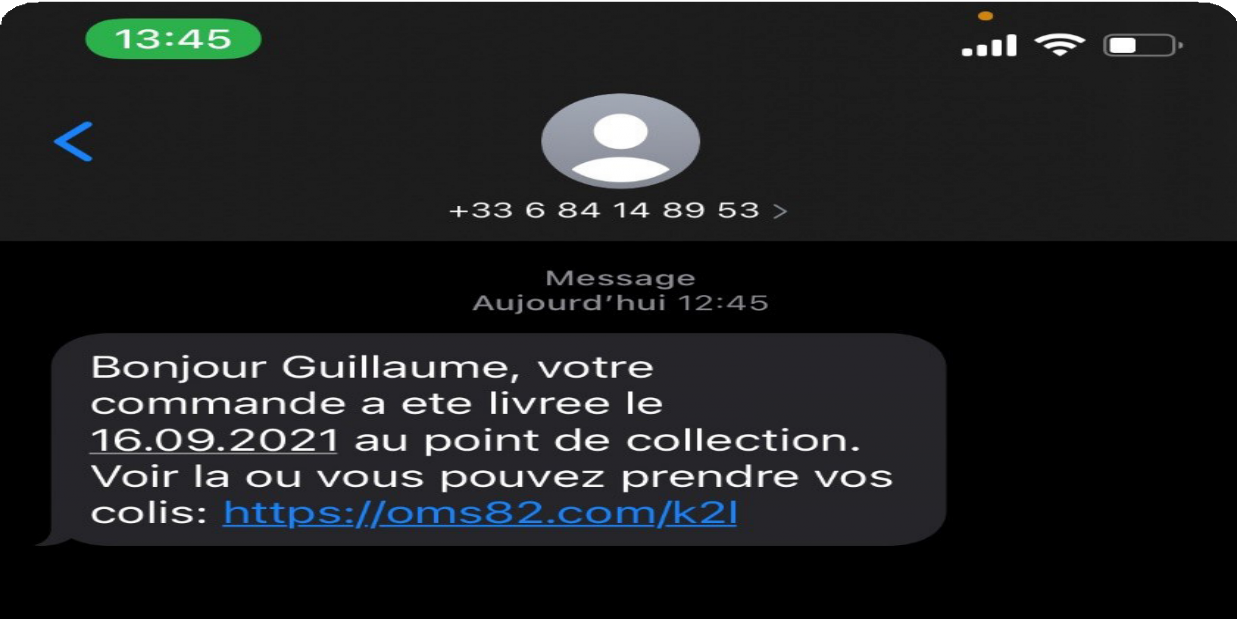 13:45
+33 6 84 14 89 53 >
Message
Aujourd’hui 12:45
Bonjour Guillaume, votre
commande a ete livree le
16.09.2021 au point de collection.
Voir la ou vous pouvez prendre vos
colis: https://oms82.com/k2l